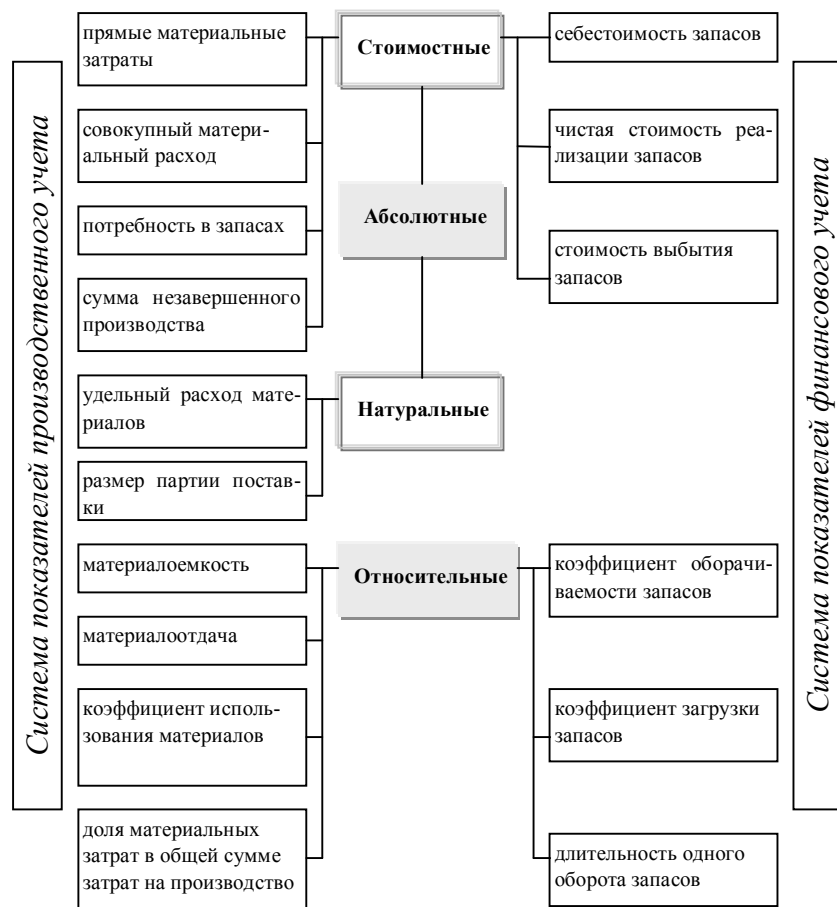 Система показателей производственного учета
прямые материальные
затраты
совокупный матери-
альный расход
потребность в запасах
сумма незавершенного
производства
удельный расход мате-
риалов
размер партии постав-
ки
материалоемкость
материалоотдача
коэффициент исполь-
зования материалов
доля материальных
затрат в общей сумме
затрат на производство
Стоимостные
Абсолютные
Натуральные
Относительные
себестоимость запасов
чистая стоимость реа-
лизации запасов
стоимость выбытия
запасов
коэффициент оборачи-
ваемости запасов
коэффициент загрузки
запасов
длительность одного
оборота запасов
Система показателей финансового учета